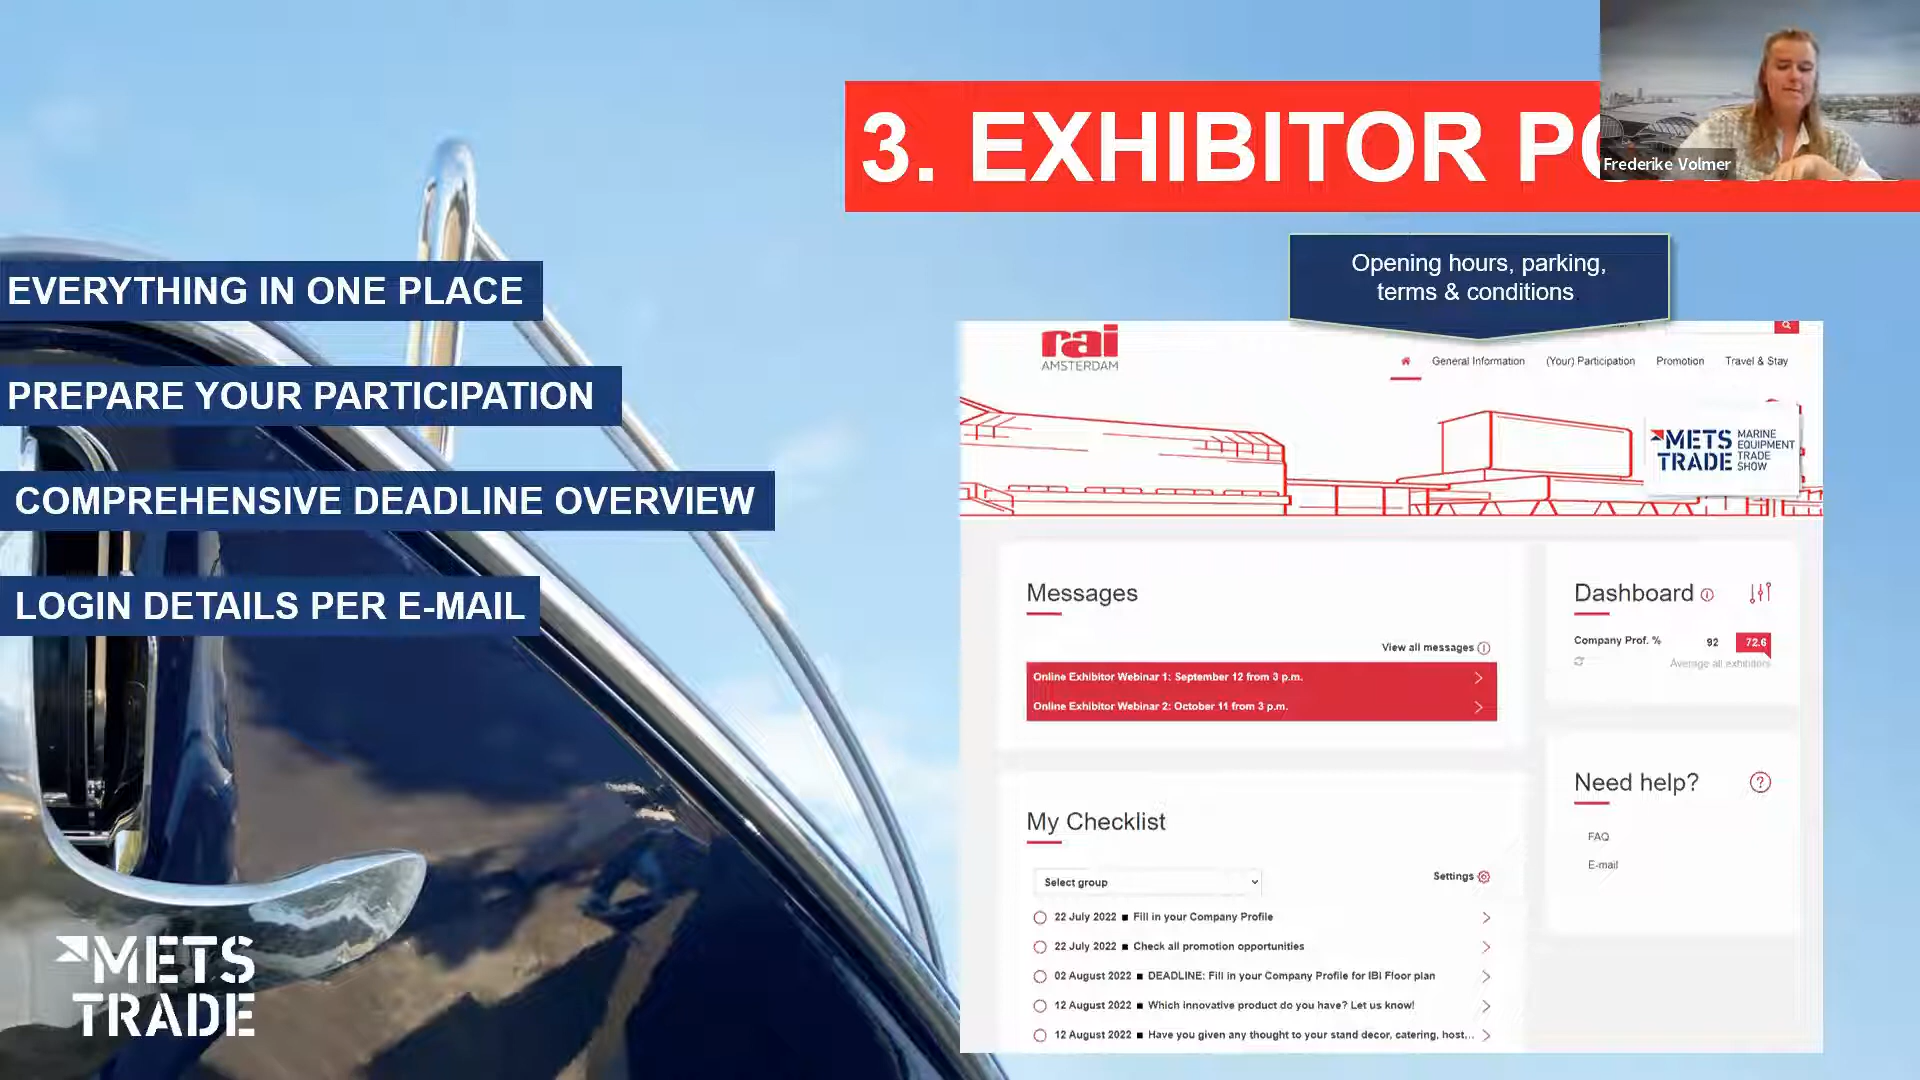 3. EXHIBITOR PO
Frederike Volmer
EVERYTHING IN ONE PLACE
PREPARE YOUR PARTICIPATION
COMPREHENSIVE DEADLINE OVERVIEW
LOGIN DETAILS PER E-MAIL
METS
TRADE
Opening hours, parking,
terms & conditions
rai
AMSTERDAM
General Information (Your) Participation Promotion Travel & Stay
METS
TRADE
MARINE
EQUIPMENT
TRADE
SHOW
Messages
View all messages
Online Exhibitor Webinar 1: September 12 from 3 p.m.
Online Exhibitor Webinar 2: October 11 from 3 p.m.
My Checklist
Select group
Settings
22 July 2022 ■ Fill in your Company Profile
22 July 2022 ■ Check all promotion opportunities
02 August 2022 ■ DEADLINE: Fill in your Company Profile for IBI Floor plan
12 August 2022 ■ Which innovative product do you have? Let us know!
12 August 2022 ■ Have you given any thought to your stand decor, catering, host...
Dashboard
Company Prof. % 92 72.6
Average all exhibitors
Need help?
FAQ
E-mail